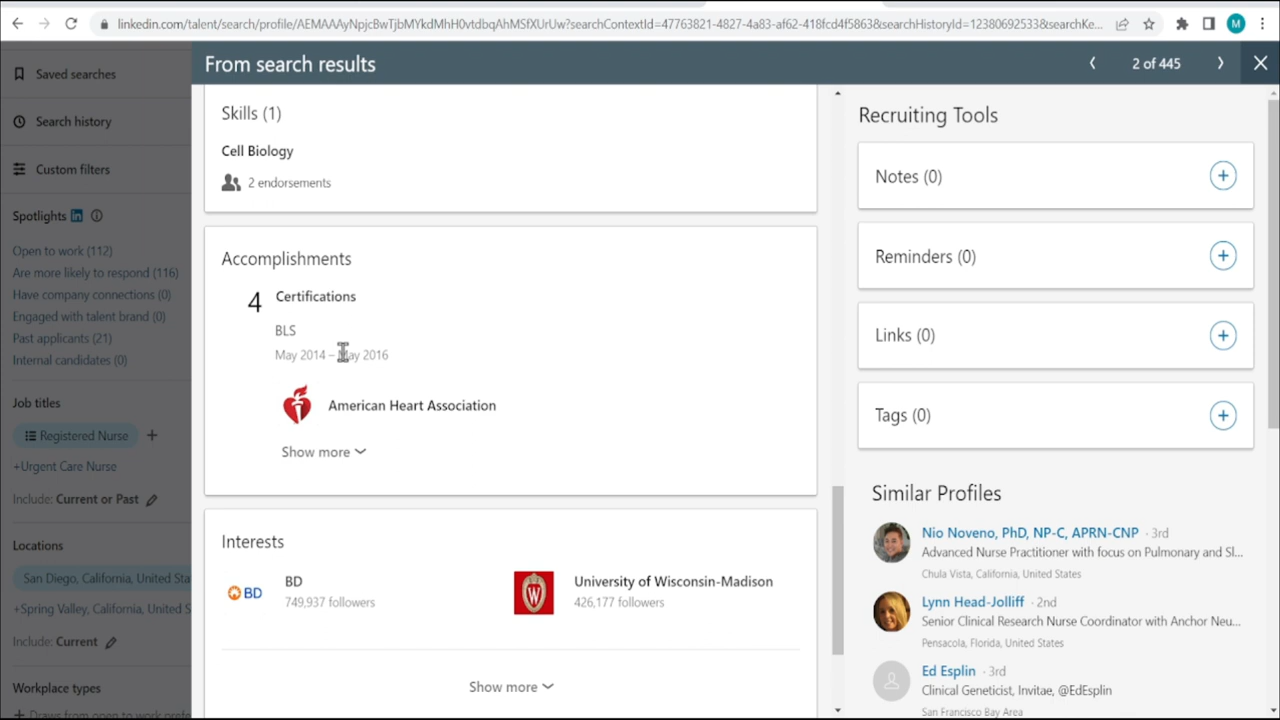 linkedin.com/talent/search/profile/AEMAAAyNpjcBwTjbMYkdMhH0vtdbqAhMSfXUrUw?searchContextId=47763821-4827-4a83-af62-418fcd4f5863&searchHistoryId=12380692533&searchKe...
M
Saved searches
Search history
Custom filters
Spotlights in
Open to work (112)
Are more likely to respond (116)
Have company connections (0)
Engaged with talent brand (0)
Past applicants (21)
Internal candidates (0)
Job titles
Registered Nurse
+Urgent Care Nurse
Include: Current or Past
Locations
San Diego, California, United Sta
+Spring Valley, California, United S
Include: Current
Workplace types
From search results
2 of 445
Skills (1)
Cell Biology
2 endorsements
Accomplishments
4 Certifications
BLS
May 2014 – May 2016
American Heart Association
Show more
Interests
BD
BD
749,937 followers
W
University of Wisconsin-Madison
426,177 followers
Show more
Recruiting Tools
Notes (0)
Reminders (0)
Links (0)
Tags (0)
Similar Profiles
Nio Noveno, PhD, NP-C, APRN-CNP · 3rd
Advanced Nurse Practitioner with focus on Pulmonary and Sl...
Chula Vista, California, United States
Lynn Head-Jolliff · 2nd
Senior Clinical Research Nurse Coordinator with Anchor Neu...
Pensacola, Florida, United States
Ed Esplin · 3rd
Clinical Geneticist, Invitae, @EdEsplin
San Francisco Bay Area